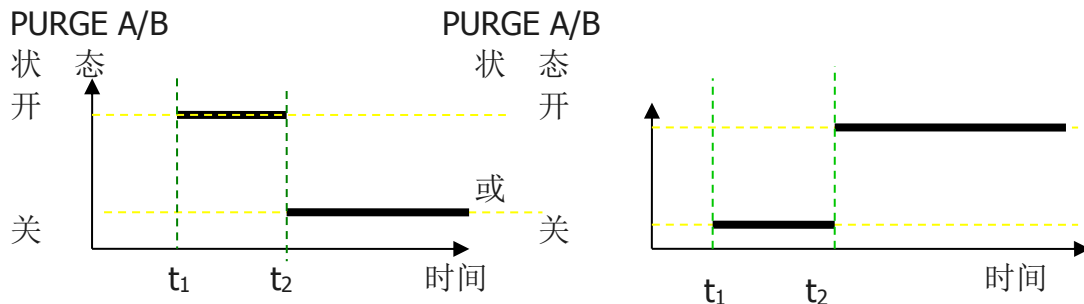 PURGE A/B
状 态
开
关
t1 t2 时间
或
PURGE A/B
状 态
开
关
t1 t2 时间